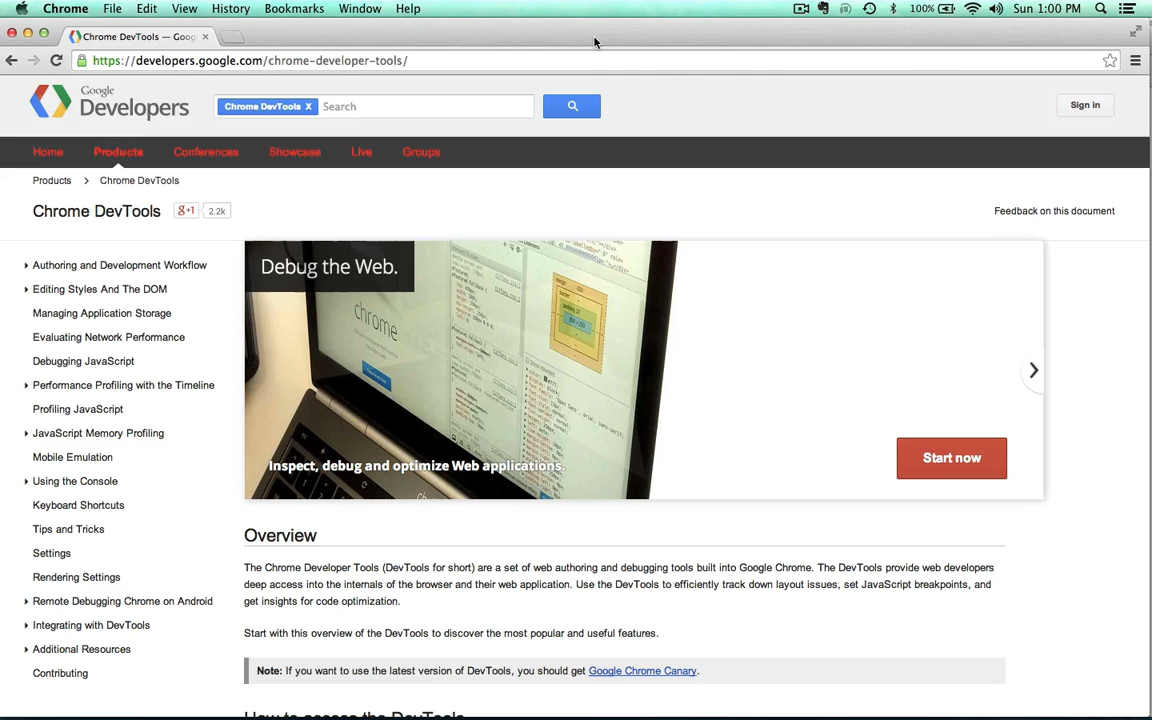 Chrome File Edit View History Bookmarks Window Help 100% Sun 1:00 PM
Chrome DevTools — Goog
https://developers.google.com/chrome-developer-tools/
Google
Developers
Chrome DevTools X Search
Sign in
Home Products Conferences Showcase Live Groups
Products Chrome DevTools
Chrome DevTools g+1 2.2k
Feedback on this document
Authoring and Development Workflow
Editing Styles And The DOM
Managing Application Storage
Evaluating Network Performance
Debugging JavaScript
Performance Profiling with the Timeline
Profiling JavaScript
JavaScript Memory Profiling
Mobile Emulation
Using the Console
Keyboard Shortcuts
Tips and Tricks
Settings
Rendering Settings
Remote Debugging Chrome on Android
Integrating with DevTools
Additional Resources
Contributing
Debug the Web.
chrome
Inspect, debug and optimize Web applications.
Start now
Overview
The Chrome Developer Tools (DevTools for short) are a set of web authoring and debugging tools built into Google Chrome. The DevTools provide web developers
deep access into the internals of the browser and their web application. Use the DevTools to efficiently track down layout issues, set JavaScript breakpoints, and
get insights for code optimization.
Start with this overview of the DevTools to discover the most popular and useful features.
Note: If you want to use the latest version of DevTools, you should get Google Chrome Canary.
How to access the DevTools